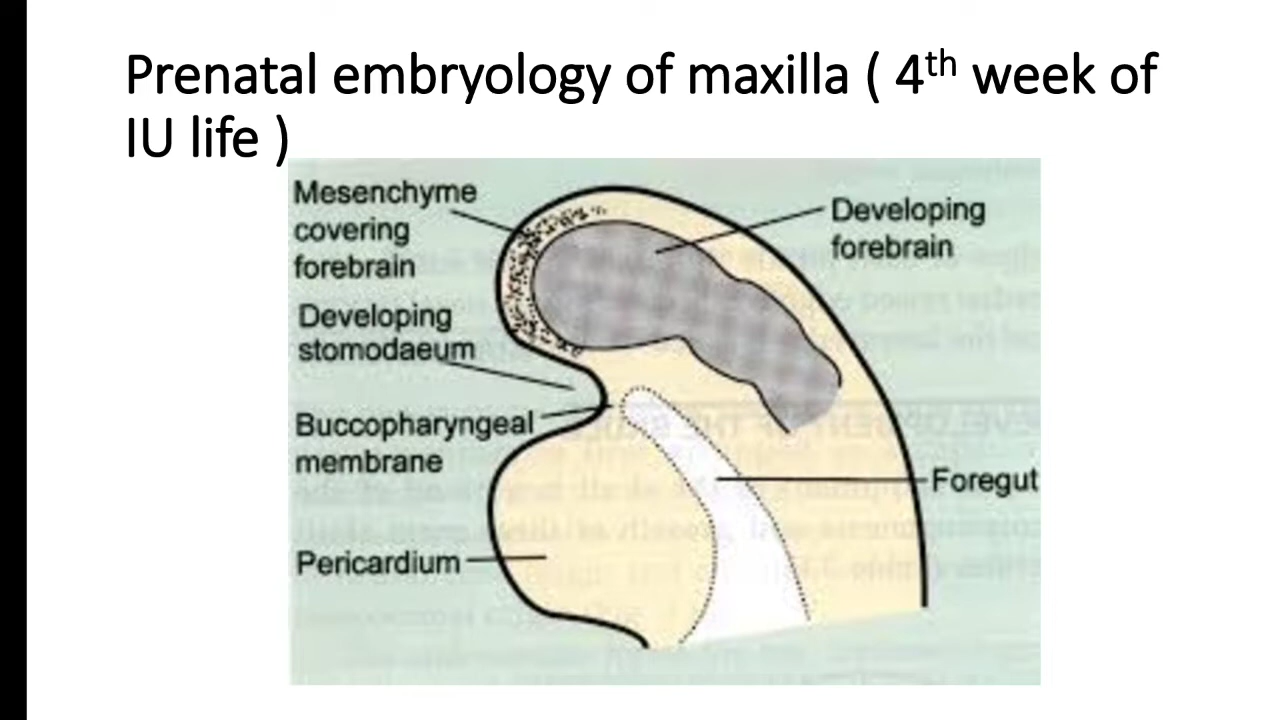 Prenatal embryology of maxilla ( 4th week of
IU life )
Mesenchyme
covering
forebrain
Developing
forebrain
Developing
stomodaeum
Buccopharyngeal
membrane
Foregut
Pericardium